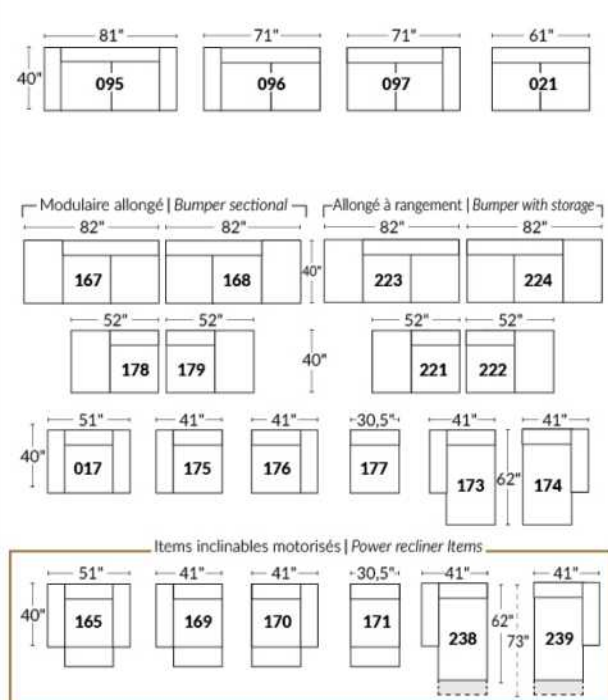 81" 71" 71" 61"
40" 095 096 097 021
Modulaire allongé | Bumper sectional Allongé à rangement | Bumper with storage
82" 82" 82" 82"
167 168 40" 223 224
52" 52" 52" 52"
178 179 40" 221 222
51" 41" 41" 30,5" 41" 41"
40" 017 175 176 177 173 62" 174
Items inclinables motorisés | Power recliner Items
51" 41" 41" 30,5" 41" 41"
40" 165 169 170 171 238 62" 73" 239